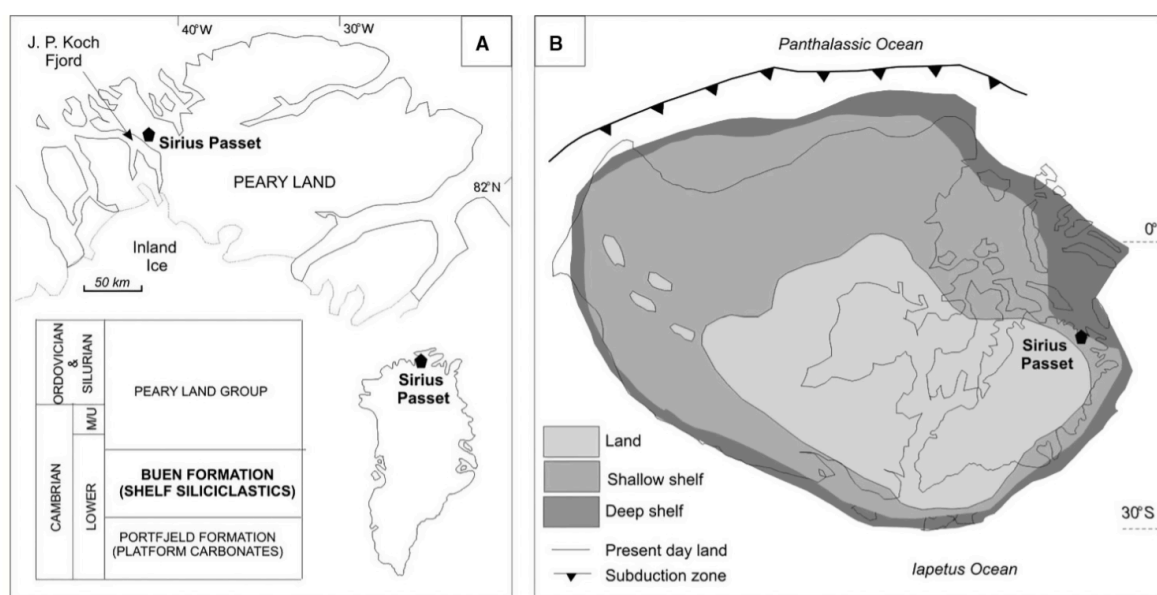 40°W
30°W
A
J. P. Koch
Fjord
Sirius Passet
PEARY LAND
82°N
Inland
Ice
50 km
ORDOVICIAN
&
SILURIAN
PEARY LAND GROUP
M/U
CAMBRIAN
LOWER
BUEN FORMATION
(SHELF SILICICLASTICS)
PORTFJELD FORMATION
(PLATFORM CARBONATES)
Sirius
Passet
B
Panthalassic Ocean
0°
Sirius
Passet
Land
Shallow shelf
Deep shelf
Present day land
Subduction zone
30°S
Iapetus Ocean